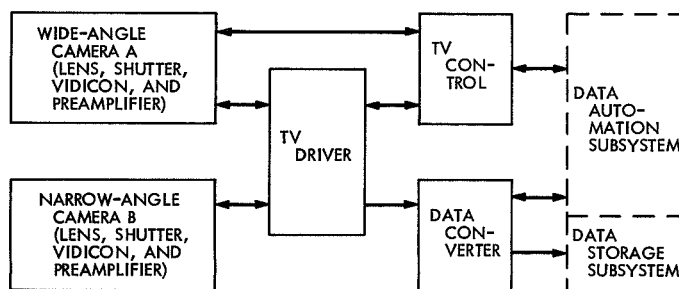 WIDE-ANGLE
CAMERA A
(LENS, SHUTTER,
VIDICON, AND
PREAMPLIFIER)
TV
CON-
TROL
DATA
AUTO-
MATION
SUBSYSTEM
TV
DRIVER
NARROW-ANGLE
CAMERA B
(LENS, SHUTTER,
VIDICON, AND
PREAMPLIFIER)
DATA
CON-
VERTER
DATA
STORAGE
SUBSYSTEM